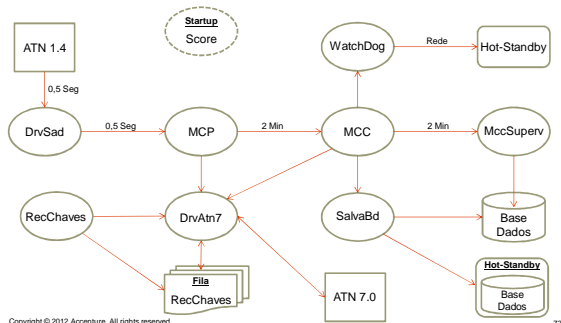 Startup
Score
ATN 1.4
WatchDog
Rede
Hot-Standby
0,5 Seg
DrvSad
0,5 Seg
MCP
2 Min
MCC
2 Min
MccSuperv
RecChaves
DrvAtn7
SalvaBd
Base
Dados
Fila
RecChaves
ATN 7.0
Hot-Standby
Base
Dados
Copyright © 2012 Accenture All rights reserved